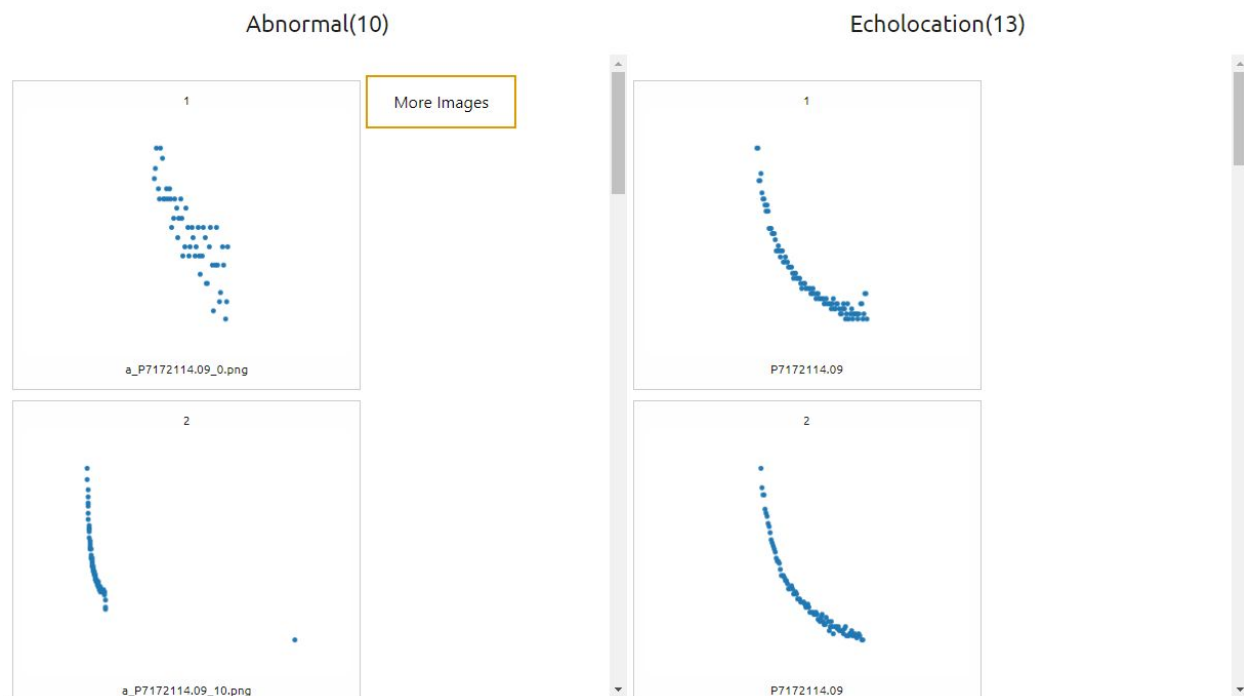 Abnormal(10)
Echolocation(13)
More Images
1
a_P7172114.09_0.png
2
a_P7172114.09_10.png
1
P7172114.09
2
P7172114.09